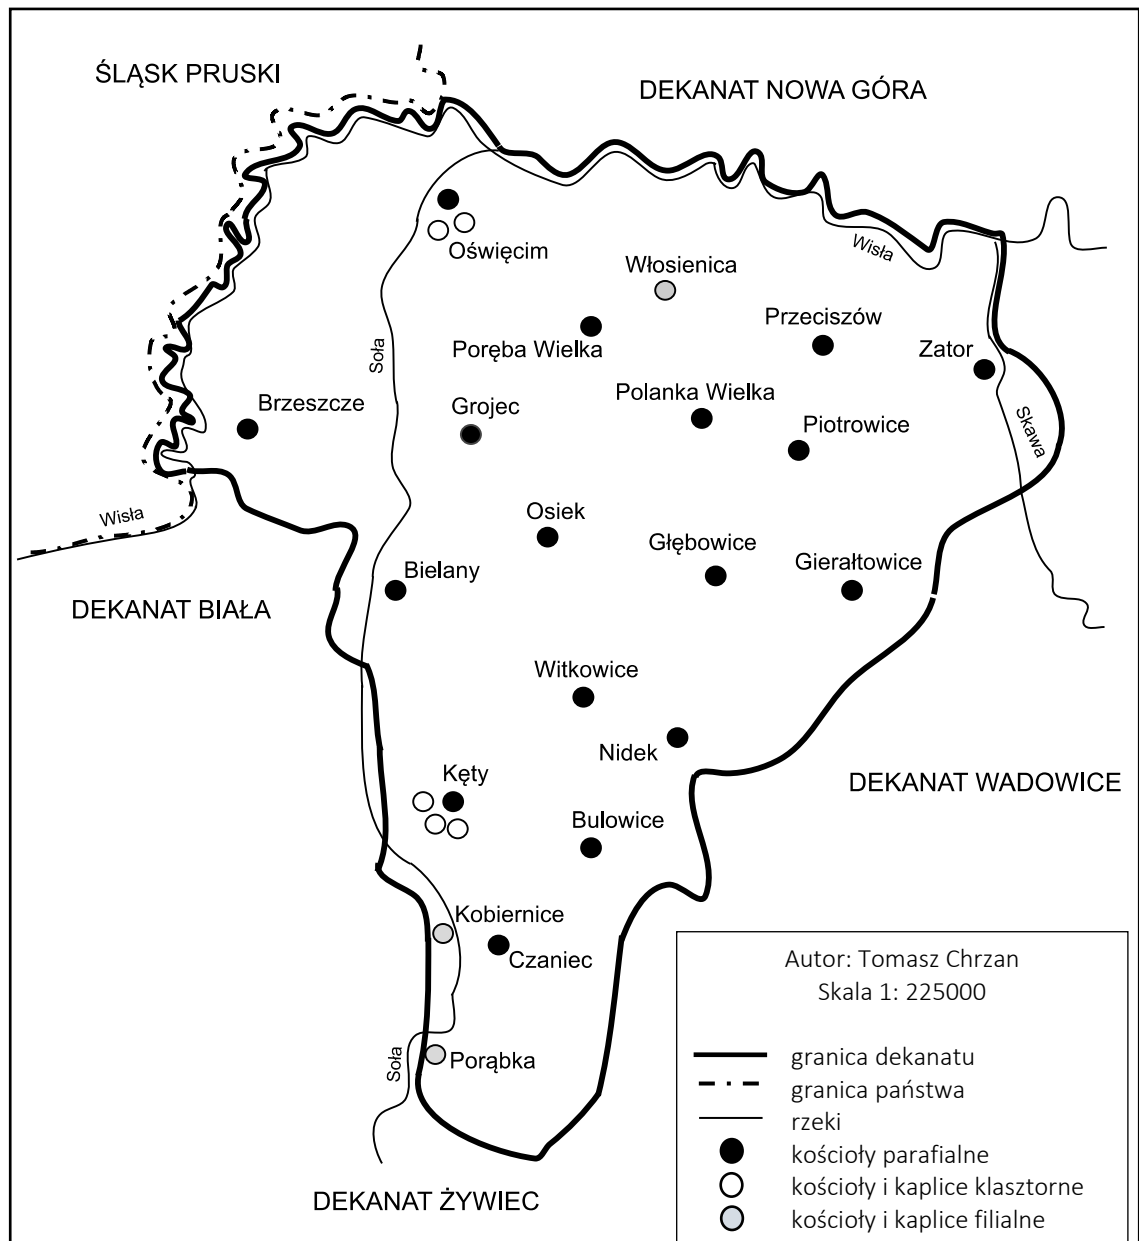 ŚLĄSK PRUSKI
DEKANAT NOWA GÓRA
Oświęcim
Włosienica
Wisła
Przeciszów
Zator
Poręba Wielka
Soła
Polanka Wielka
Brzeszcze
Grojec
Piotrowice
Skawa
Wisła
Osiek
Głębowice
Gierałtowice
Bielany
DEKANAT BIAŁA
Witkowice
Nidek
Kęty
DEKANAT WADOWICE
Bulowice
Kobiernice
Czaniec
Soła
Porąbka
DEKANAT ŻYWIEC
Autor: Tomasz Chrzan
Skala 1: 225000
granica dekanatu
granica państwa
rzeki
kościoły parafialne
kościoły i kaplice klasztorne
kościoły i kaplice filialne